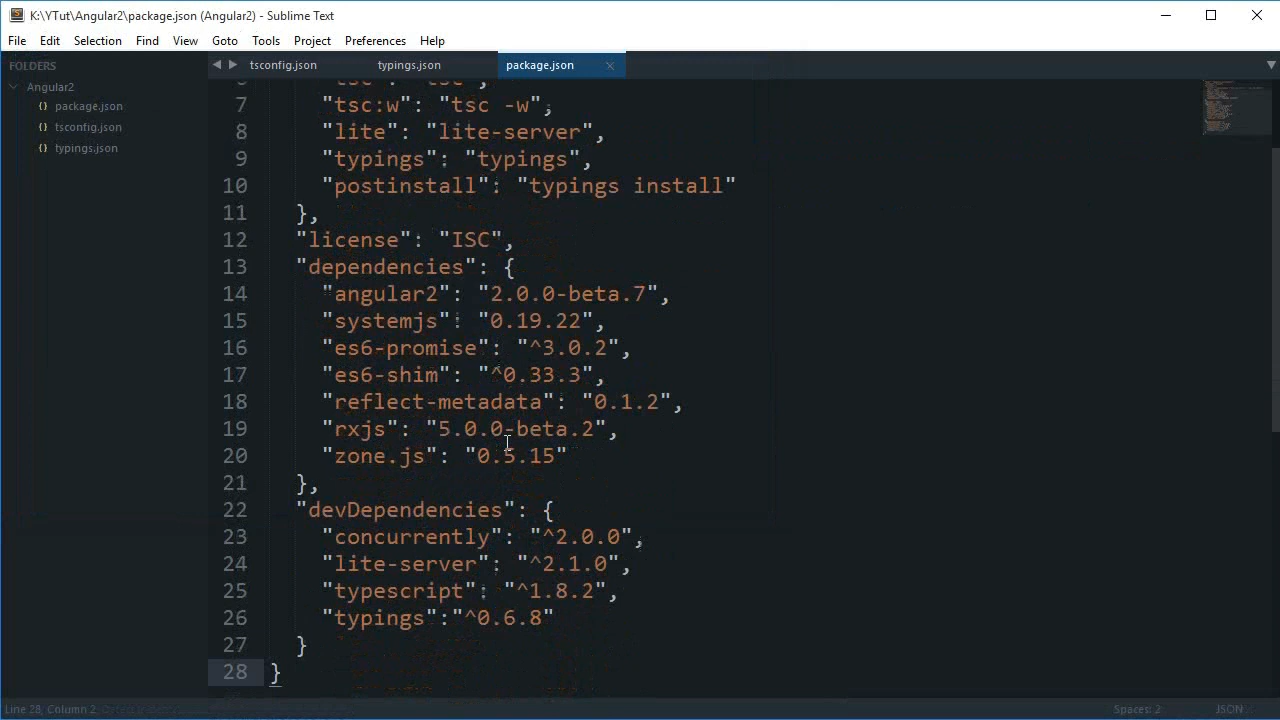 K:\YTut\Angular2\package.json (Angular2) - Sublime Text
File Edit Selection Find View Goto Tools Project Preferences Help
FOLDERS
Angular2
package.json
tsconfig.json
typings.json
tsconfig.json typings.json package.json
7 "tsc:w": "tsc -w",
8 "lite": "lite-server",
9 "typings": "typings",
10 "postinstall": "typings install"
11 },
12 "license": "ISC",
13 "dependencies": {
14 "angular2": "2.0.0-beta.7",
15 "systemjs": "0.19.22",
16 "es6-promise": "^3.0.2",
17 "es6-shim": "^0.33.3",
18 "reflect-metadata": "0.1.2",
19 "rxjs": "5.0.0-beta.2",
20 "zone.js": "0.5.15"
21 },
22 "devDependencies": {
23 "concurrently": "^2.0.0",
24 "lite-server": "^2.1.0",
25 "typescript": "^1.8.2",
26 "typings":"^0.6.8"
27 }
28 }
Line 28, Column 2 Spaces: 2 JSON